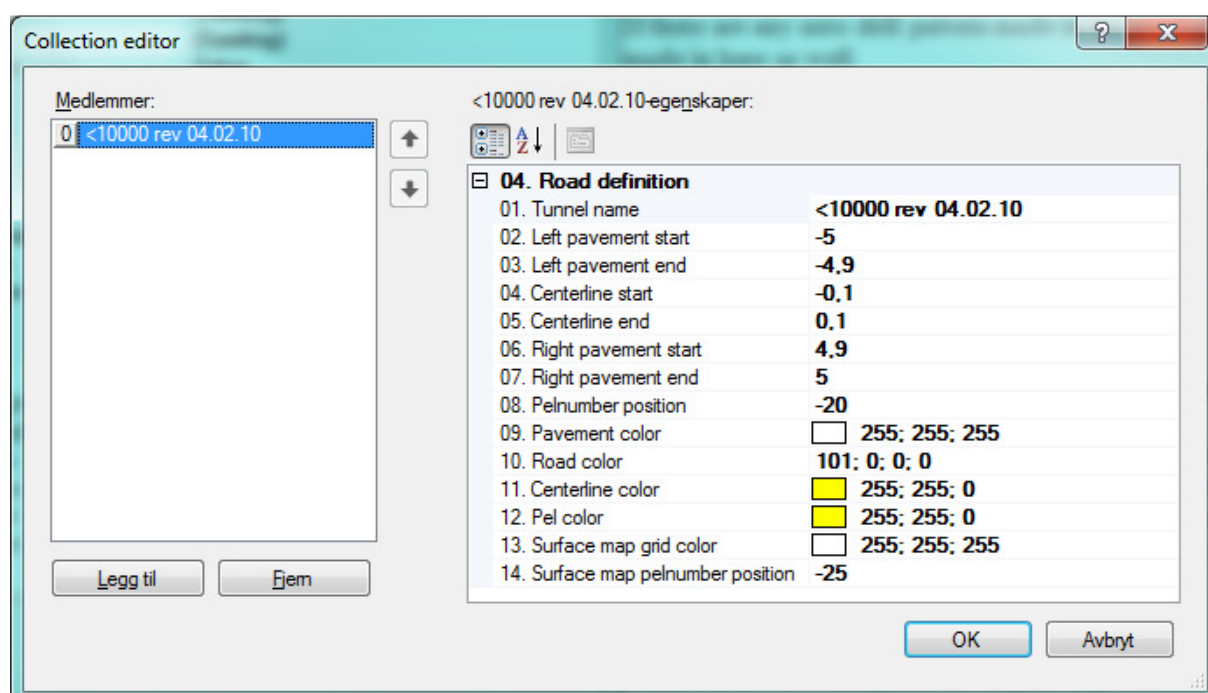 Collection editor
Medlemmer:
0 <10000 rev 04.02.10
<10000 rev 04.02.10-egenskaper:
04. Road definition
01. Tunnel name <10000 rev 04.02.10
02. Left pavement start -5
03. Left pavement end -4,9
04. Centerline start -0,1
05. Centerline end 0,1
06. Right pavement start 4,9
07. Right pavement end 5
08. Pelnumber position -20
09. Pavement color 255; 255; 255
10. Road color 101; 0; 0; 0
11. Centerline color 255; 255; 0
12. Pel color 255; 255; 0
13. Surface map grid color 255; 255; 255
14. Surface map pelnumber position -25
Legg til Fjern
OK Avbryt